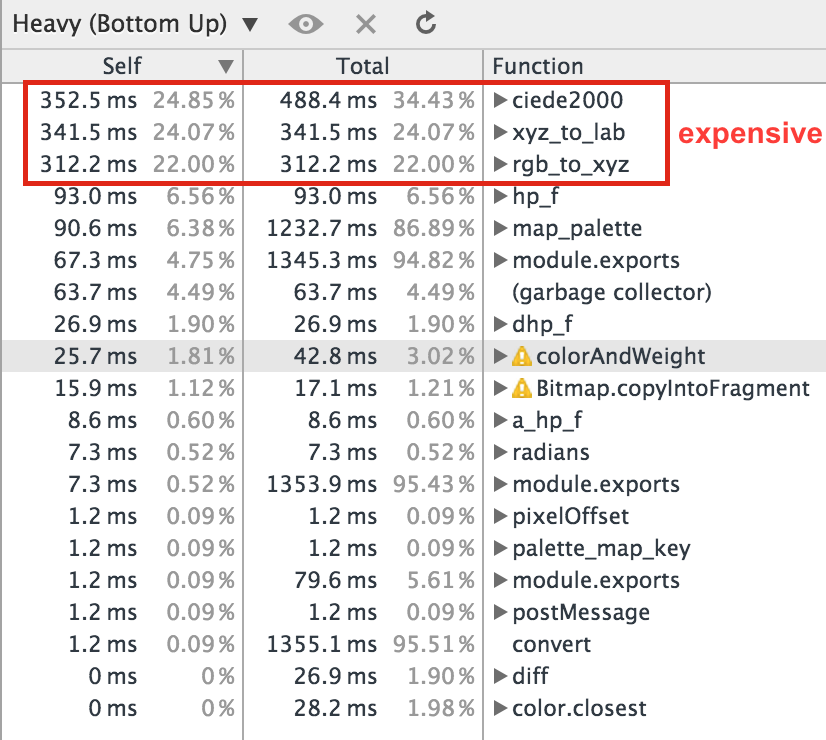 Heavy (Bottom Up) ▼
Self ▼ Total Function
352.5 ms 24.85% 488.4 ms 34.43% ▶ciede2000
341.5 ms 24.07% 341.5 ms 24.07% ▶xyz_to_lab expensive
312.2 ms 22.00% 312.2 ms 22.00% ▶rgb_to_xyz
93.0 ms 6.56% 93.0 ms 6.56% ▶hp_f
90.6 ms 6.38% 1232.7 ms 86.89% ▶map_palette
67.3 ms 4.75% 1345.3 ms 94.82% ▶module.exports
63.7 ms 4.49% 63.7 ms 4.49% (garbage collector)
26.9 ms 1.90% 26.9 ms 1.90% ▶dhp_f
25.7 ms 1.81% 42.8 ms 3.02% ▶colorAndWeight
15.9 ms 1.12% 17.1 ms 1.21% ▶Bitmap.copyIntoFragment
8.6 ms 0.60% 8.6 ms 0.60% ▶a_hp_f
7.3 ms 0.52% 7.3 ms 0.52% ▶radians
7.3 ms 0.52% 1353.9 ms 95.43% ▶module.exports
1.2 ms 0.09% 1.2 ms 0.09% ▶pixelOffset
1.2 ms 0.09% 1.2 ms 0.09% ▶palette_map_key
1.2 ms 0.09% 79.6 ms 5.61% ▶module.exports
1.2 ms 0.09% 1.2 ms 0.09% ▶postMessage
1.2 ms 0.09% 1355.1 ms 95.51% convert
0 ms 0% 26.9 ms 1.90% ▶diff
0 ms 0% 28.2 ms 1.98% ▶color.closest